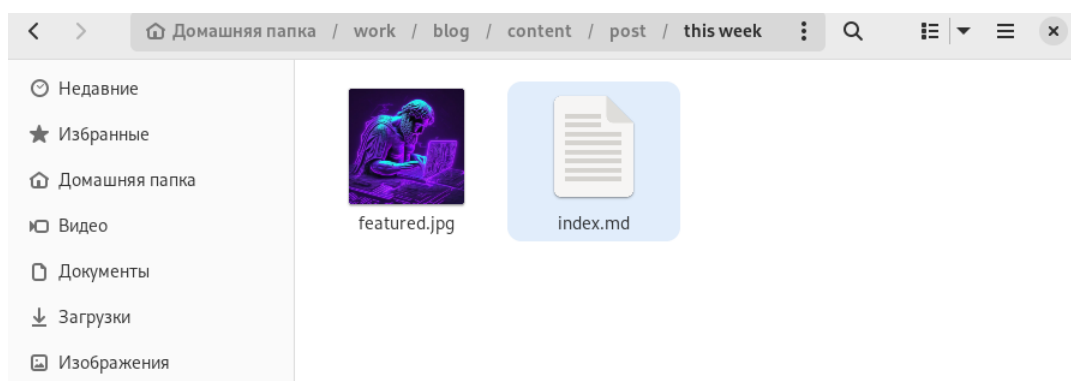 Домашняя папка / work / blog / content / post / this week
Недавние
Избранные
Домашняя папка
Видео
Документы
Загрузки
Изображения
featured.jpg
index.md